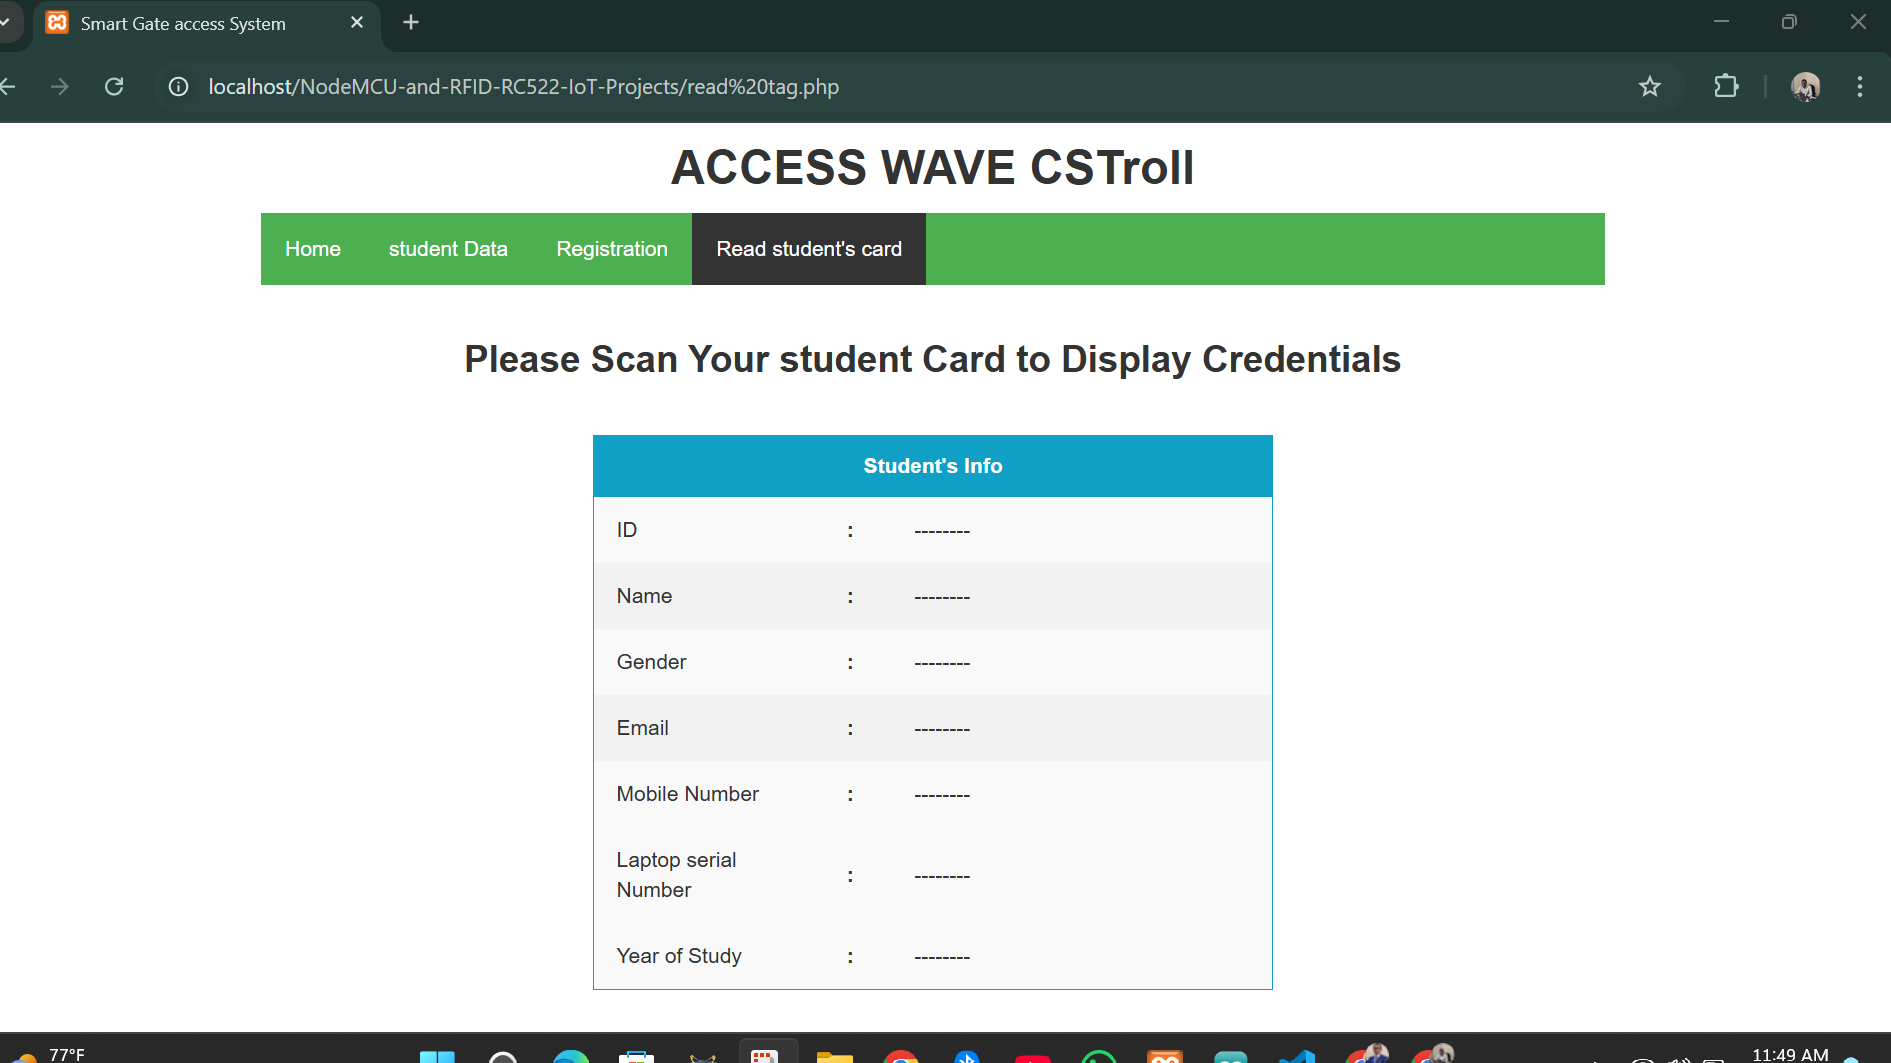 Smart Gate access System
localhost/NodeMCU-and-RFID-RC522-IoT-Projects/read%20tag.php
ACCESS WAVE CSTroll
Home student Data Registration Read student's card
Please Scan Your student Card to Display Credentials
Student's Info
ID : --------
Name : --------
Gender : --------
Email : --------
Mobile Number : --------
Laptop serial
Number : --------
Year of Study : --------
77°F
11:49 AM